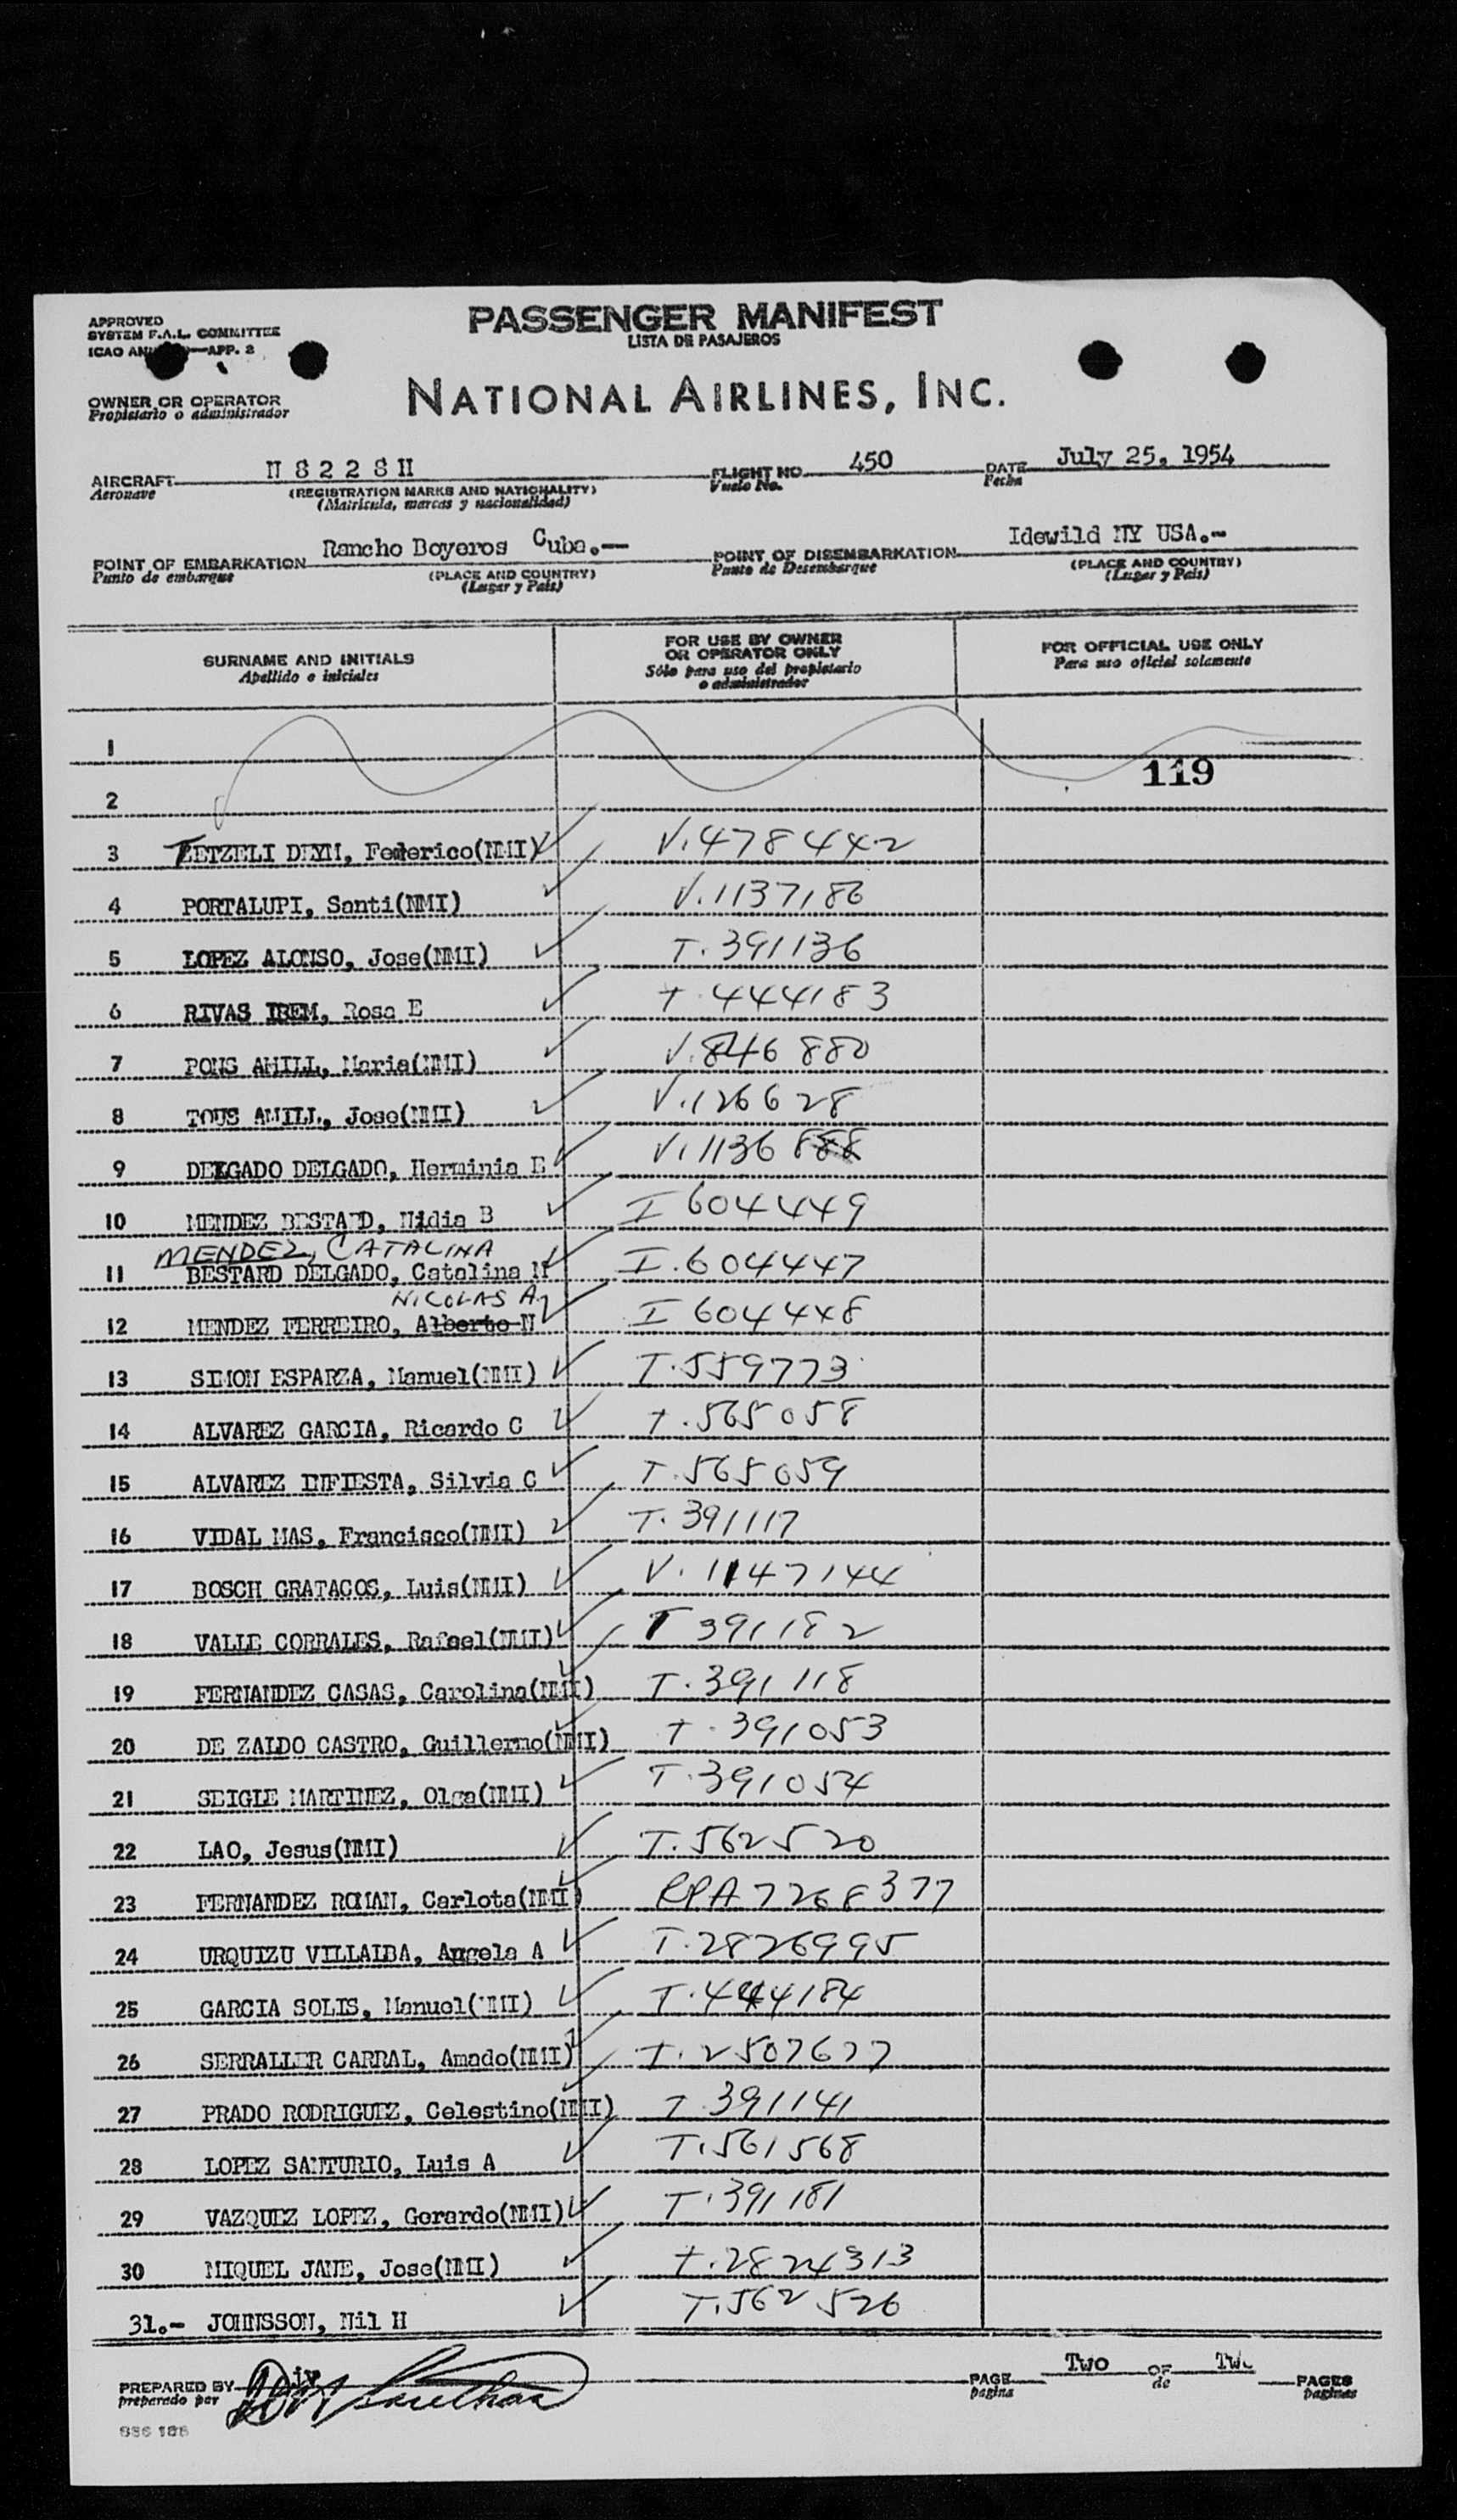 APPROVED
SYSTEM F.A.L. COMMITTEE
ICAO APP. 2
PASSENGER MANIFEST
LISTA DE PASAJEROS
OWNER OR OPERATOR
Propietario o administrador
NATIONAL AIRLINES, INC.
AIRCRAFT N 8 2 2 8 H FLIGHT NO. 450 DATE July 25, 1954
Aeronave (REGISTRATION MARKS AND NATIONALITY) Vuelo No. Fecha
(Matricula, marcas y nacionalidad)
POINT OF EMBARKATION Rancho Boyeros Cuba.— POINT OF DISEMBARKATION Idewild NY USA.-
Punto de embarque (PLACE AND COUNTRY) Punto de Desembarque (PLACE AND COUNTRY)
(Lugar y Pais) (Lugar y Pais)
SURNAME AND INITIALS FOR USE BY OWNER OR OPERATOR ONLY FOR OFFICIAL USE ONLY
Apellido o iniciales Sólo para uso del propietario o administrador Para uso oficial solamente
1
119
2
3 DEYM, Federico(NMI) V.478442
4 PORTALUPI, Santi(NMI) V.1137186
5 LOPEZ ALONSO, Jose(NMI) T.391136
6 RIVAS IREM, Rosa E T.444183
7 PONS AMILL, Maria(NMI) V.846880
8 TOUS AMILL, Jose(NMI) V.126628
9 DELGADO DELGADO, Herminia E V.1136888
10 MENDEZ BESTARD, Nidia B I 604449
MENDEZ, CATALINA
11 BESTARD DELGADO, Catalina M I.604447
NICOLAS A
12 MENDEZ FERREIRO, Alberto N I 604448
13 SIMON ESPARZA, Manuel(NMI) T.559773
14 ALVAREZ GARCIA, Ricardo C T.565058
15 ALVAREZ INFIESTA, Silvia C T.565059
16 VIDAL MAS, Francisco(NMI) T.391117
17 BOSCH GRATACOS, Luis(NMI) V.1147144
18 VALLE CORRALES, Rafael(NMI) T 391182
19 FERNANDEZ CASAS, Carolina(NMI) T.391118
20 DE ZALDO CASTRO, Guillermo(NMI) T.391053
21 SEIGLE MARTINEZ, Olga(NMI) T.391054
22 LAO, Jesus(NMI) T.562520
23 FERNANDEZ ROMAN, Carlota(NMI) RPA7268377
24 URQUIZU VILLALBA, Angela A T.2826995
25 GARCIA SOLIS, Manuel(NMI) T.444184
26 SERRALLER CARRAL, Amado(NMI) T.2507677
27 PRADO RODRIGUEZ, Celestino(NMI) T.391141
28 LOPEZ SANTURIO, Luis A T.561568
29 VAZQUEZ LOPEZ, Gerardo(NMI) T.391181
30 MIQUEL JANE, Jose(NMI) T.2824313
31.- JOHNSSON, Nil H T.562526
PREPARED BY jv PAGE Two OF Two PAGES
preparado por pagina de paginas